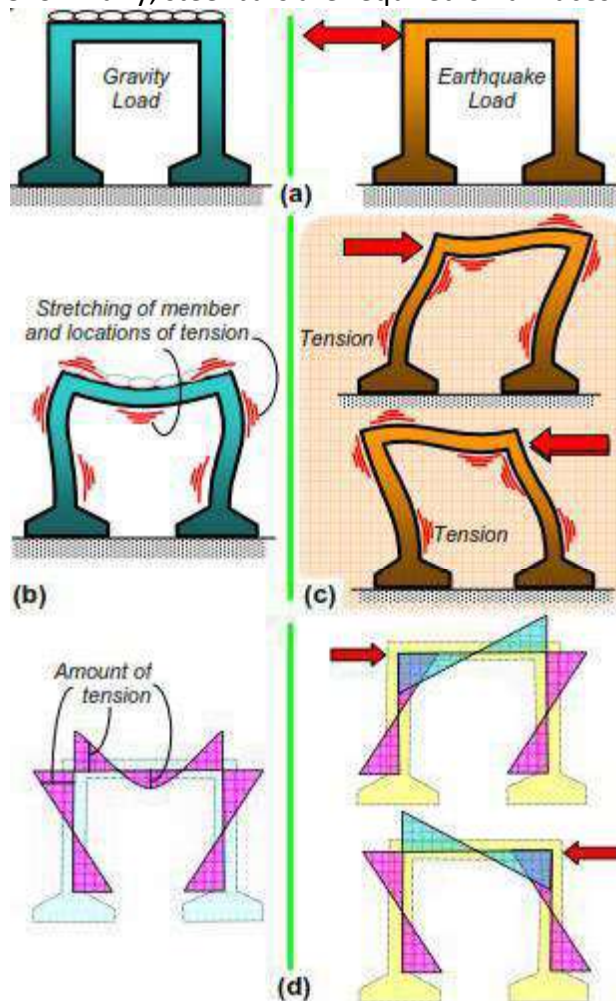 Gravity
Load
Earthquake
Load
(a)
Stretching of member
and locations of tension
Tension
Tension
(b)
(c)
Amount of
tension
(d)